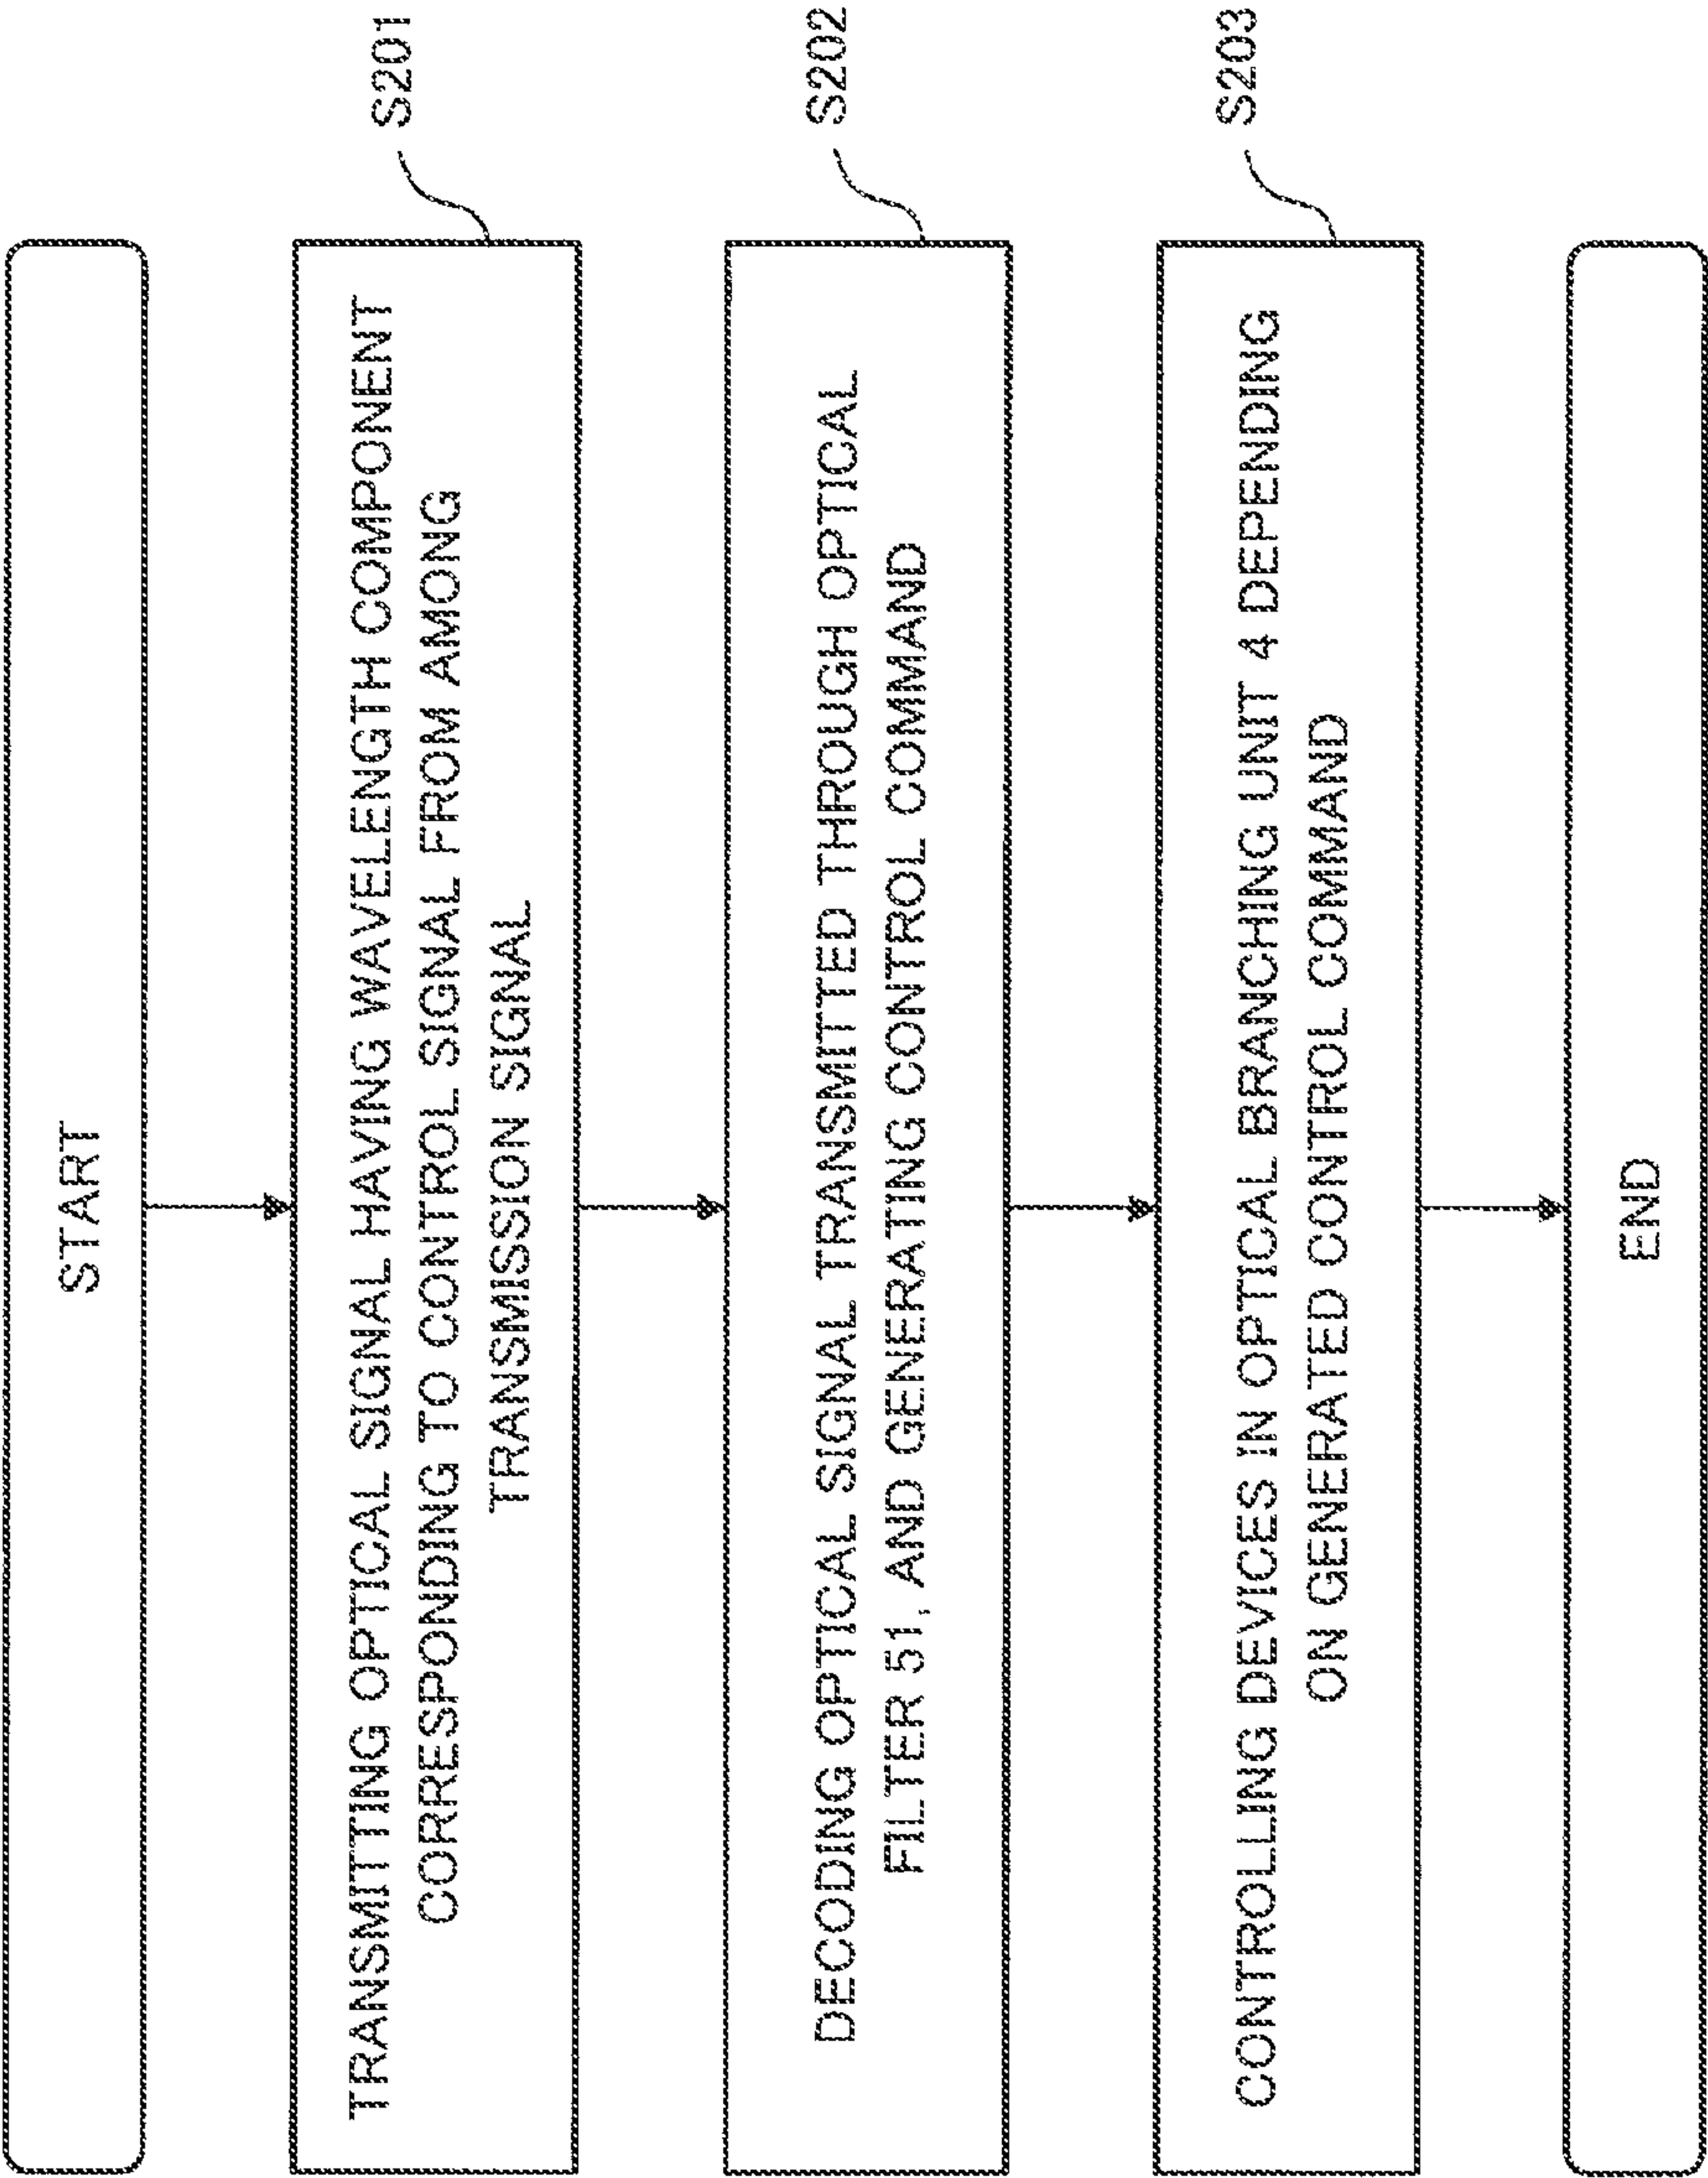 START
S201
TRANSMITTING OPTICAL SIGNAL HAVING WAVELENGTH COMPONENT
CORRESPONDING TO CONTROL SIGNAL FROM AMONG
TRANSMISSION SIGNAL
S202
DECODING OPTICAL SIGNAL TRANSMITTED THROUGH OPTICAL
FILTER 51, AND GENERATING CONTROL COMMAND
S203
CONTROLLING DEVICES IN OPTICAL BRANCHING UNIT 4 DEPENDING
ON GENERATED CONTROL COMMAND
END